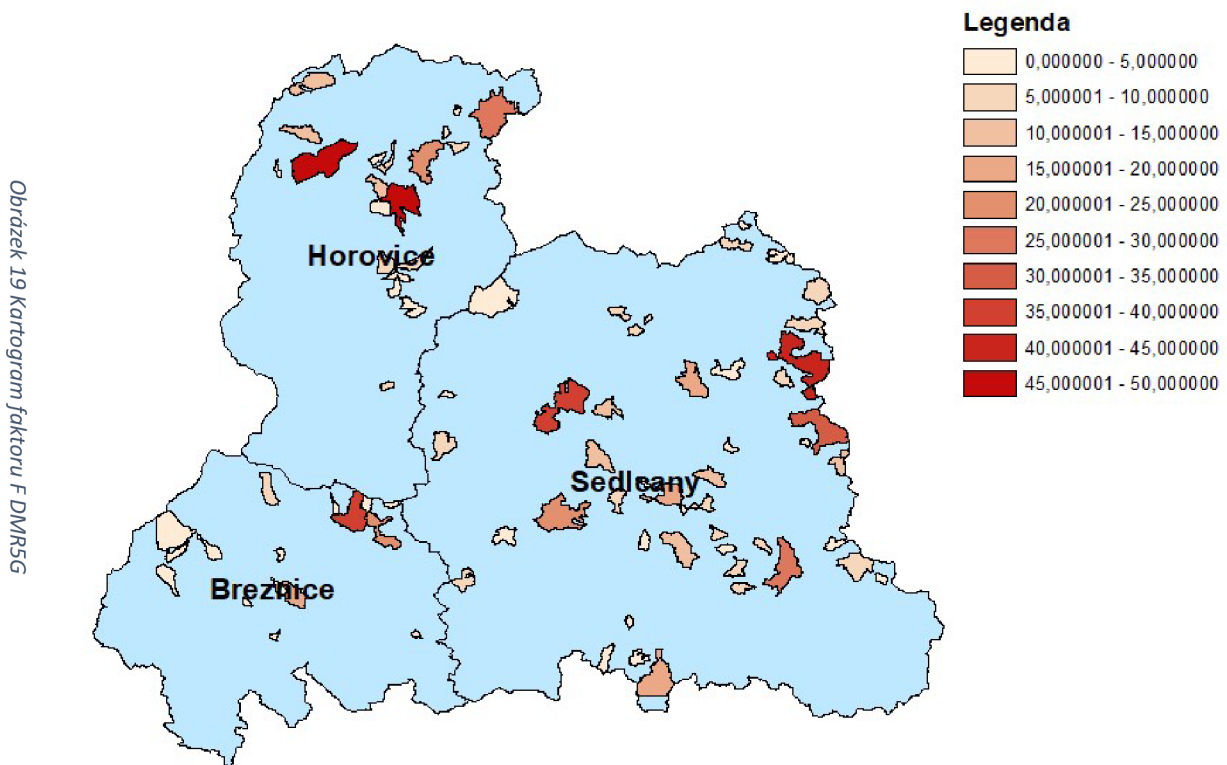 Obrázek 19 Kartogram faktoru F DMR5G
Legenda
0,000000 - 5,000000
5,000001 - 10,000000
10,000001 - 15,000000
15,000001 - 20,000000
20,000001 - 25,000000
25,000001 - 30,000000
30,000001 - 35,000000
35,000001 - 40,000000
40,000001 - 45,000000
45,000001 - 50,000000
Horovice
Sedlcany
Breznice